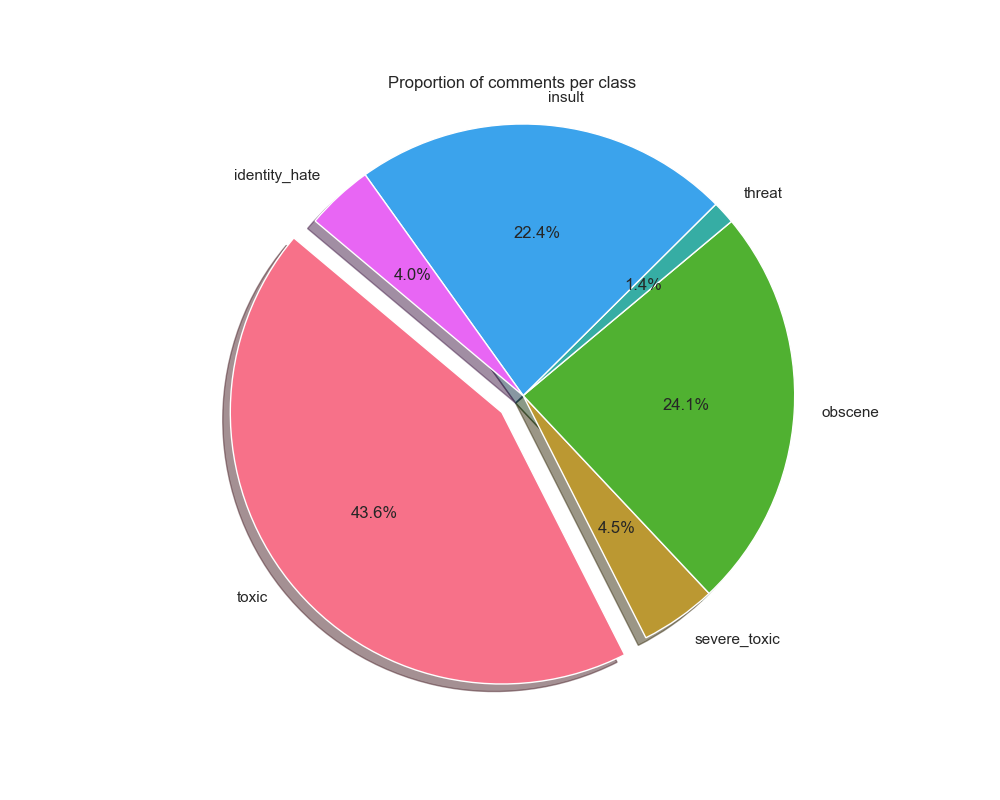 Proportion of comments per class
insult
identity_hate
threat
22.4%
4.0%
1.4%
24.1%
obscene
43.6%
4.5%
toxic
severe_toxic